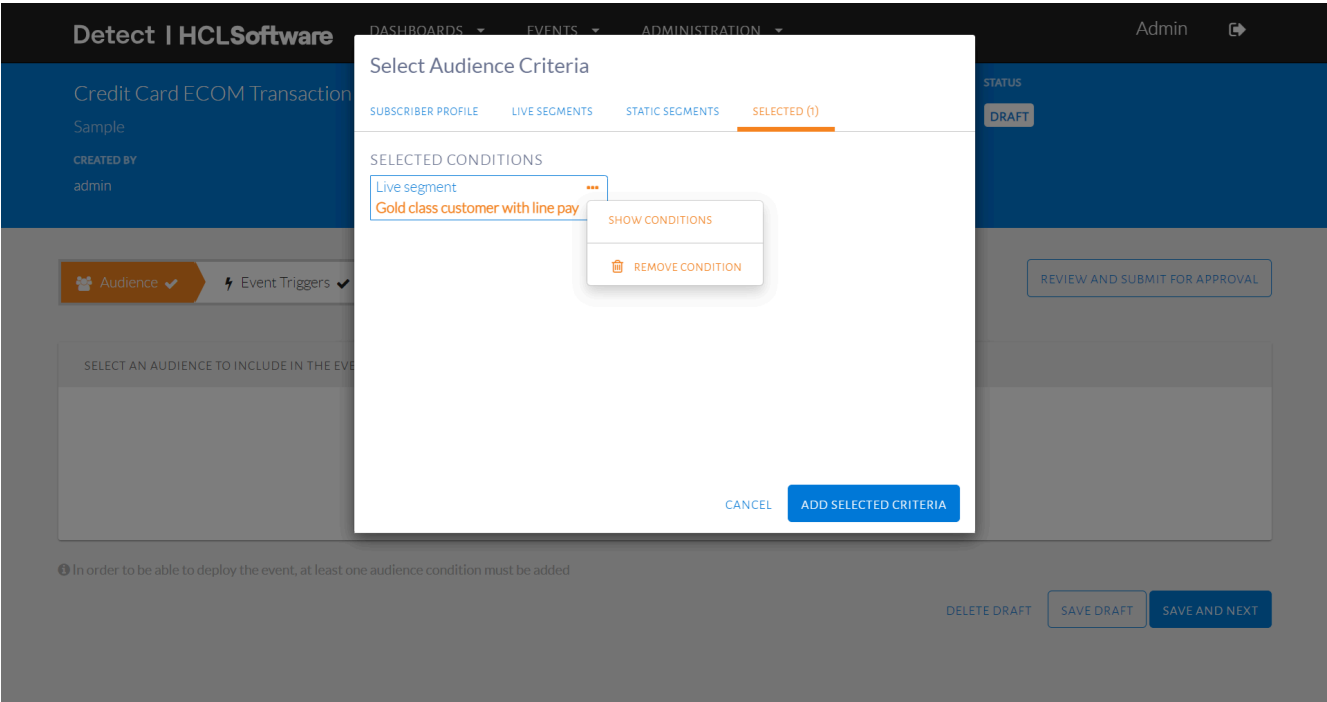 Detect | HCLSoftware
DASHBOARDS
EVENTS
ADMINISTRATION
Admin
Credit Card ECOM Transaction
Sample
CREATED BY
admin
STATUS
DRAFT
Select Audience Criteria
SUBSCRIBER PROFILE
LIVE SEGMENTS
STATIC SEGMENTS
SELECTED (1)
SELECTED CONDITIONS
Live segment
Gold class customer with line pay
SHOW CONDITIONS
REMOVE CONDITION
Audience
Event Triggers
REVIEW AND SUBMIT FOR APPROVAL
SELECT AN AUDIENCE TO INCLUDE IN THE EVE
CANCEL
ADD SELECTED CRITERIA
In order to be able to deploy the event, at least one audience condition must be added
DELETE DRAFT
SAVE DRAFT
SAVE AND NEXT